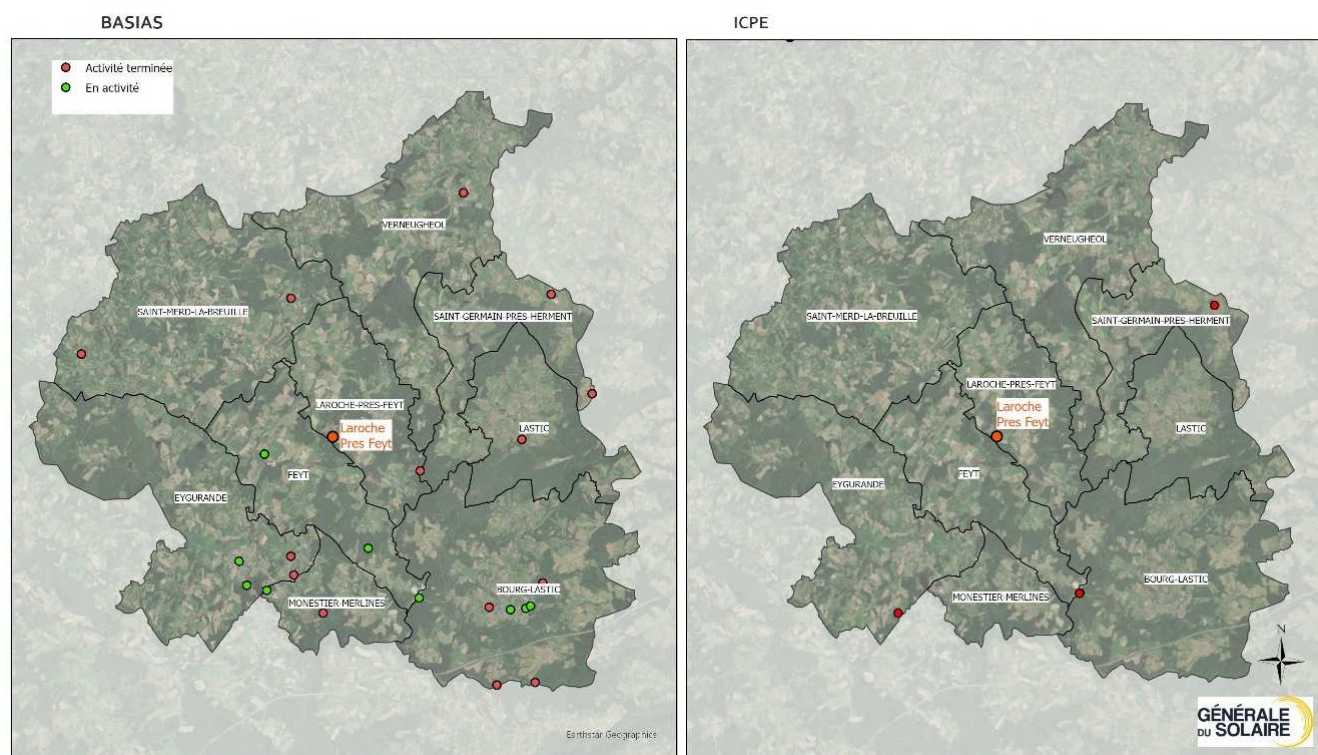 BASIAS
Activité terminée
En activité
VERNEUGHEOL
SAINT-MERD-LA-BREUILLE
SAINT-GERMAIN-PRES-HERMENT
LAROCHE-PRES-FEYT
Laroche
Pres Feyt
LASTIC
FEYT
EYGURANDE
BOURG-LASTIC
MONESTIER-MERLINES
Earthstar Geographics
ICPE
VERNEUGHEOL
SAINT-MERD-LA-BREUILLE
SAINT-GERMAIN-PRES-HERMENT
LAROCHE-PRES-FEYT
Laroche
Pres Feyt
LASTIC
FEYT
EYGURANDE
BOURG-LASTIC
MONESTIER-MERLINES
N
GÉNÉRALE
DU SOLAIRE